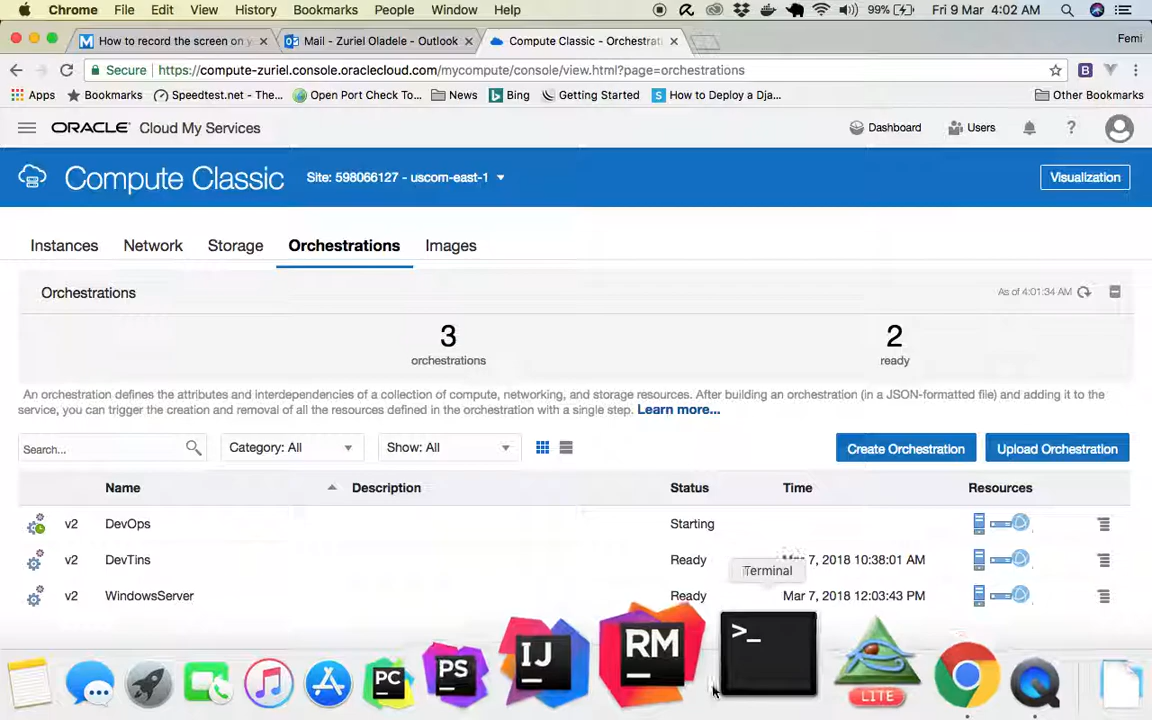 Chrome File Edit View History Bookmarks People Window Help 99% Fri 9 Mar 4:02 AM
How to record the screen on y Mail - Zuriel Oladele - Outlook Compute Classic - Orchestrati Femi
Secure https://compute-zuriel.console.oraclecloud.com/mycompute/console/view.html?page=orchestrations
Apps Bookmarks Speedtest.net - The... Open Port Check To... News Bing Getting Started How to Deploy a Dja... Other Bookmarks
ORACLE Cloud My Services Dashboard Users ?
Compute Classic Site: 598066127 - uscom-east-1 Visualization
Instances Network Storage Orchestrations Images
Orchestrations As of 4:01:34 AM
3 2
orchestrations ready
An orchestration defines the attributes and interdependencies of a collection of compute, networking, and storage resources. After building an orchestration (in a JSON-formatted file) and adding it to the
service, you can trigger the creation and removal of all the resources defined in the orchestration with a single step. Learn more...
Search... Category: All Show: All Create Orchestration Upload Orchestration
Name Description Status Time Resources
v2 DevOps Starting
v2 DevTins Ready 7, 2018 10:38:01 AM
Terminal
v2 WindowsServer Ready Mar 7, 2018 12:03:43 PM
PC PS IJ RM >_ LITE